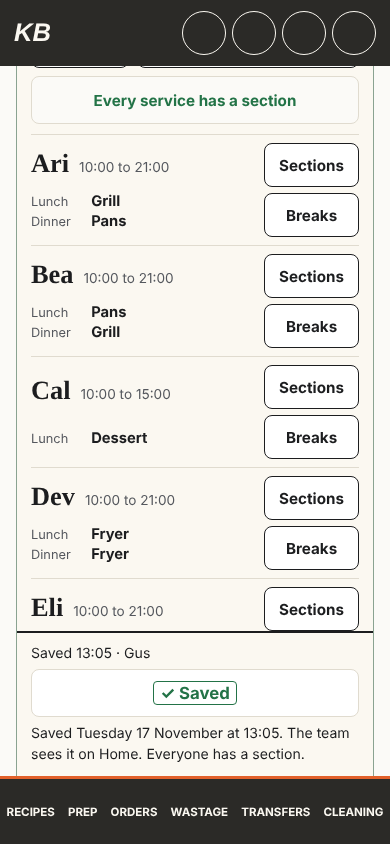 KB
Every service has a section
Ari 10:00 to 21:00 Sections
Lunch Grill
Dinner Pans
Breaks
Bea 10:00 to 21:00 Sections
Lunch Pans
Dinner Grill
Breaks
Cal 10:00 to 15:00 Sections
Lunch Dessert Breaks
Dev 10:00 to 21:00 Sections
Lunch Fryer
Dinner Fryer
Breaks
Eli 10:00 to 21:00 Sections
Saved 13:05 · Gus
✓ Saved
Saved Tuesday 17 November at 13:05. The team
sees it on Home. Everyone has a section.
RECIPES PREP ORDERS WASTAGE TRANSFERS CLEANING